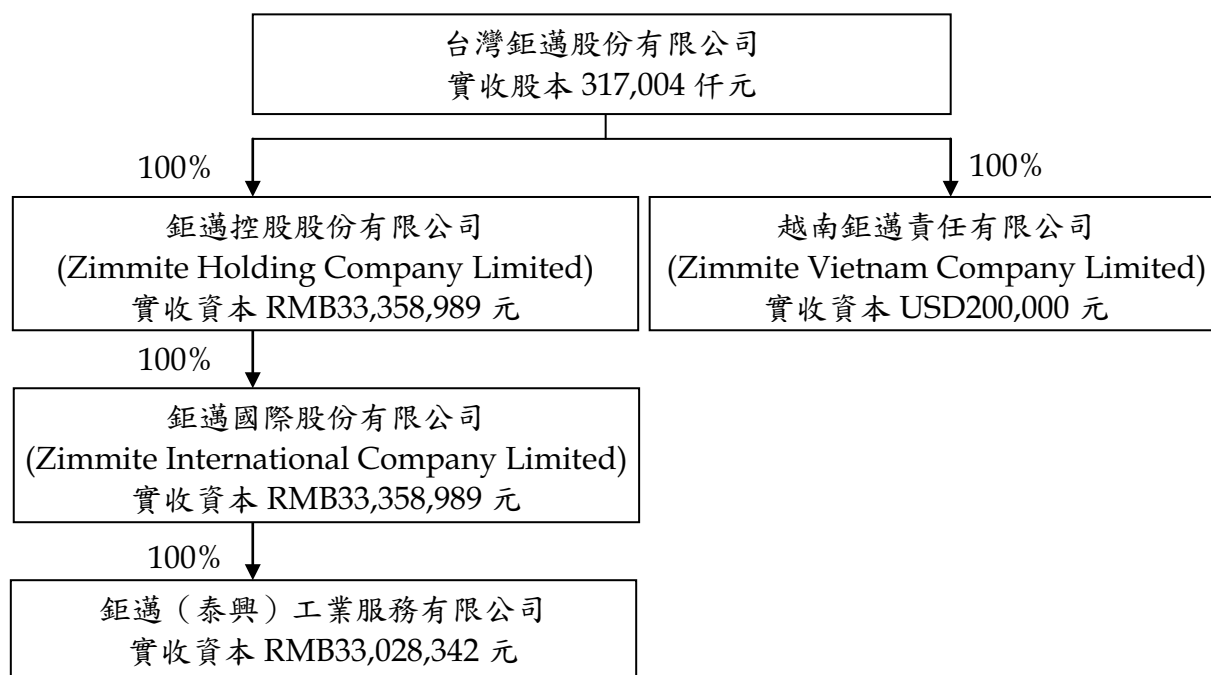 台灣鉅邁股份有限公司
實收股本 317,004 仟元
100%
100%
鉅邁控股股份有限公司
(Zimmite Holding Company Limited)
實收資本 RMB33,358,989 元
越南鉅邁責任有限公司
(Zimmite Vietnam Company Limited)
實收資本 USD200,000 元
100%
鉅邁國際股份有限公司
(Zimmite International Company Limited)
實收資本 RMB33,358,989 元
100%
鉅邁（泰興）工業服務有限公司
實收資本 RMB33,028,342 元